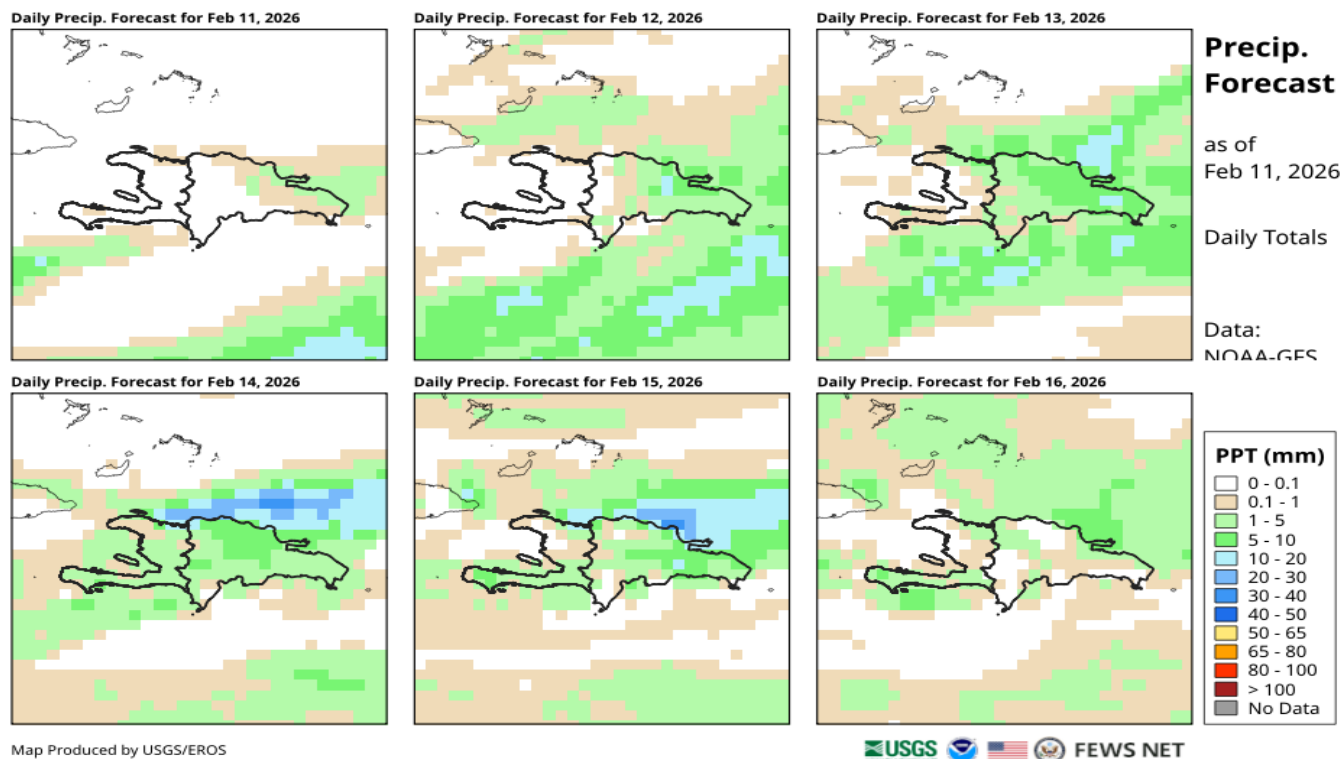 Daily Precip. Forecast for Feb 11, 2026
Daily Precip. Forecast for Feb 12, 2026
Daily Precip. Forecast for Feb 13, 2026
Precip.
Forecast
as of
Feb 11, 2026
Daily Totals
Data:
NOAA-GFS
Daily Precip. Forecast for Feb 14, 2026
Daily Precip. Forecast for Feb 15, 2026
Daily Precip. Forecast for Feb 16, 2026
PPT (mm)
0 - 0.1
0.1 - 1
1 - 5
5 - 10
10 - 20
20 - 30
30 - 40
40 - 50
50 - 65
65 - 80
80 - 100
> 100
No Data
Map Produced by USGS/EROS
USGS
FEWS NET